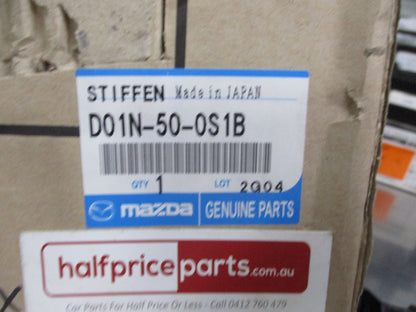 STIFFEN Made in JAPAN
D01N-50-0S1B
QTY 1 LOT 2G04
mazda GENUINE PARTS
halfpriceparts.com.au
Car Parts For Half Price Or Less - Call 0412 760 479